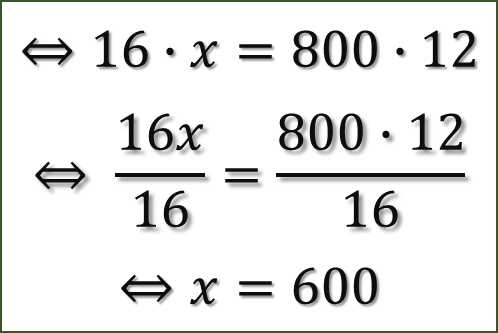 ⇔ 16 · x = 800 · 12
⇔ 16x/16 = 800 · 12/16
⇔ x = 600